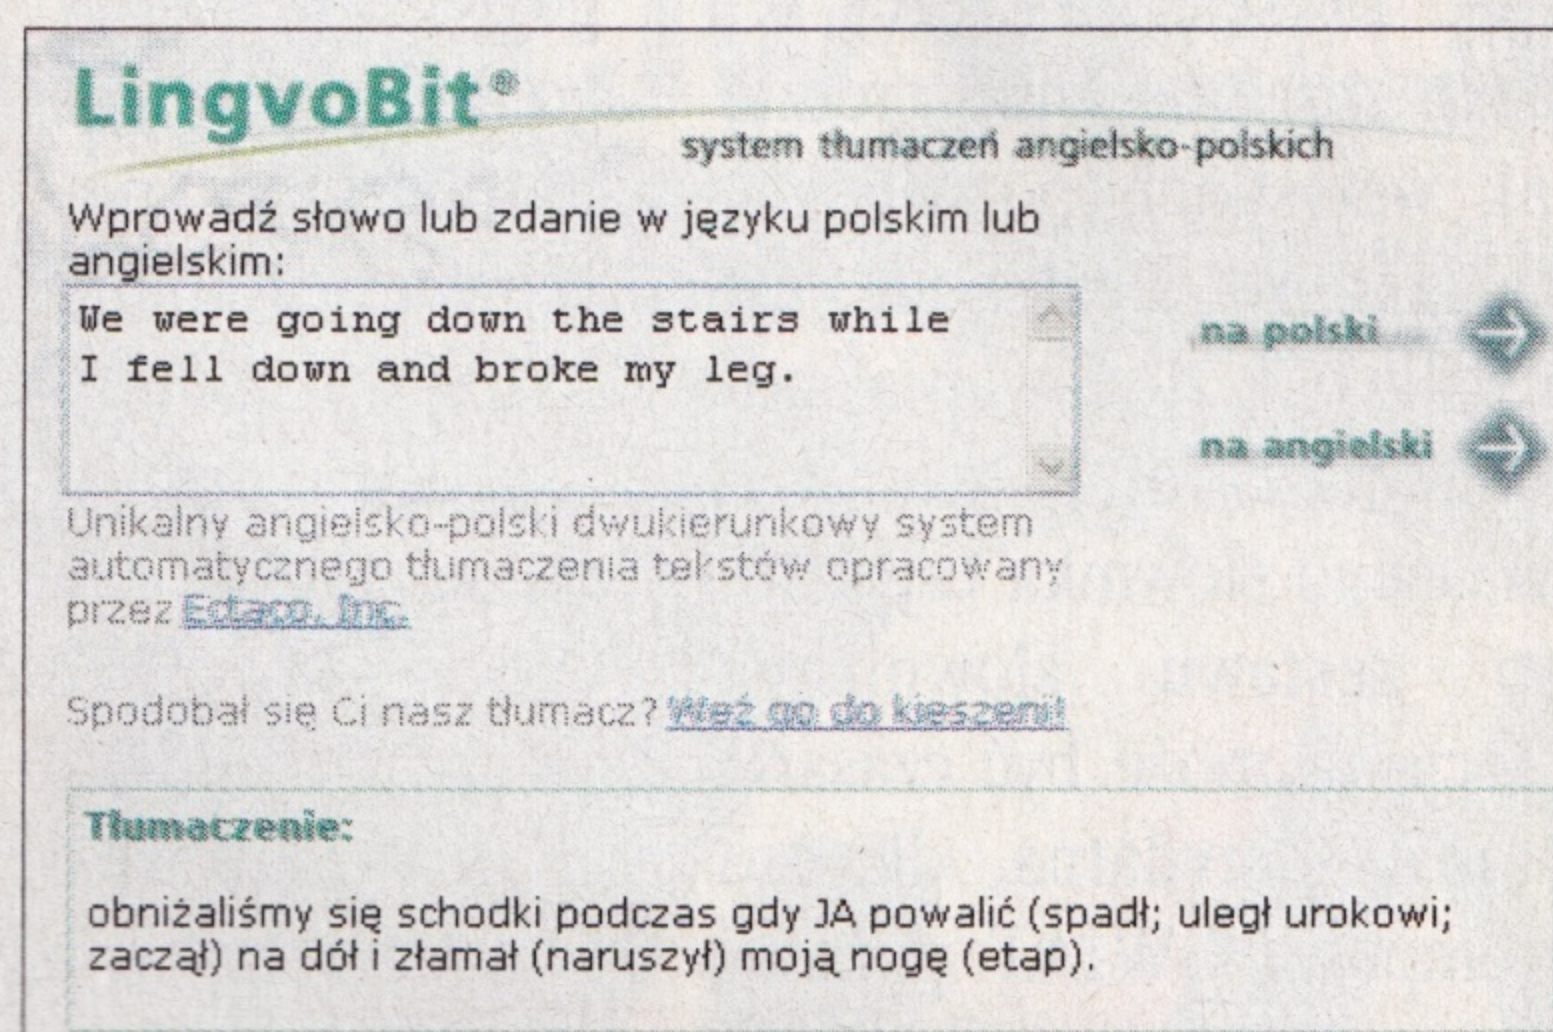 LingvoBit®
system tłumaczeń angielsko-polskich
Wprowadź słowo lub zdanie w języku polskim lub
angielskim:
We were going down the stairs while
I fell down and broke my leg.
na polski
na angielski
Unikalny angielsko-polski dwukierunkowy system
automatycznego tłumaczenia tekstów opracowany
przez Ectaco, Inc.
Spodobał się Ci nasz tłumacz? Weź go do kieszeni!
Tłumaczenie:
obniżaliśmy się schodki podczas gdy JA powalić (spadł; uległ urokowi;
zaczął) na dół i złamał (naruszył) moją nogę (etap).